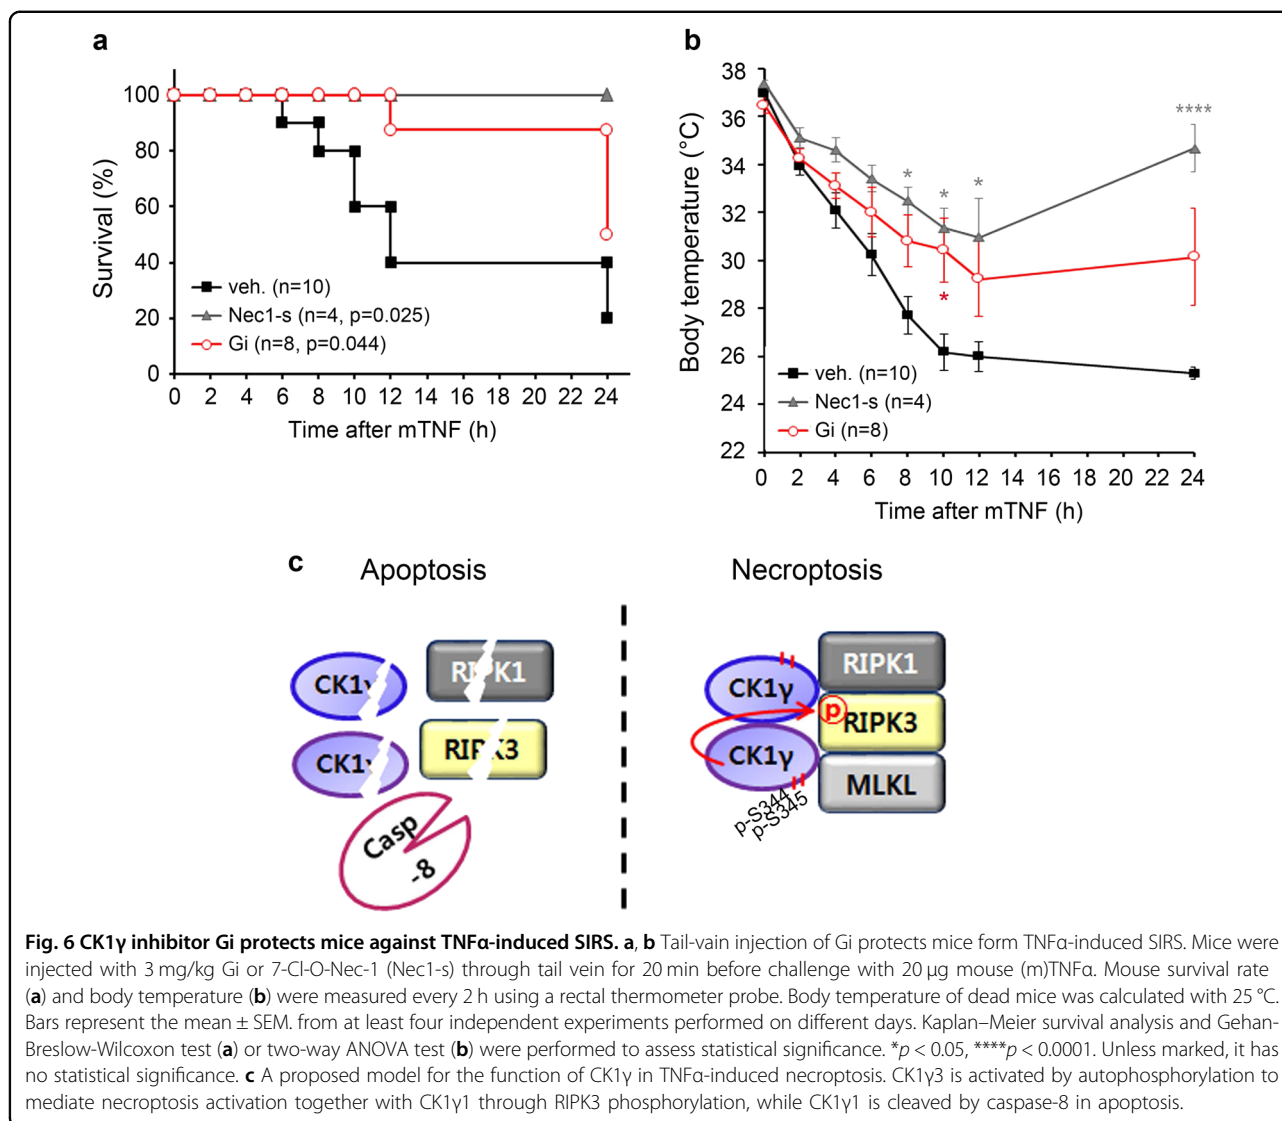 a
Survival (%)
100
80
60
40
20
0
veh. (n=10)
Nec1-s (n=4, p=0.025)
Gi (n=8, p=0.044)
0 2 4 6 8 10 12 14 16 18 20 22 24
Time after mTNF (h)
b
Body temperature (°C)
38
36
34
32
30
28
26
24
22
* * * ****
*
veh. (n=10)
Nec1-s (n=4)
Gi (n=8)
0 2 4 6 8 10 12 14 16 18 20 22 24
Time after mTNF (h)
c
Apoptosis
CK1γ
RIPK1
CK1γ
RIPK3
Casp
-8
Necroptosis
CK1γ
RIPK1
p
RIPK3
CK1γ
MLKL
p-S344
p-S345
Fig. 6 CK1γ inhibitor Gi protects mice against TNFα-induced SIRS. a, b Tail-vain injection of Gi protects mice form TNFα-induced SIRS. Mice were
injected with 3 mg/kg Gi or 7-Cl-O-Nec-1 (Nec1-s) through tail vein for 20 min before challenge with 20 μg mouse (m)TNFα. Mouse survival rate
(a) and body temperature (b) were measured every 2 h using a rectal thermometer probe. Body temperature of dead mice was calculated with 25 °C.
Bars represent the mean ± SEM. from at least four independent experiments performed on different days. Kaplan–Meier survival analysis and Gehan-
Breslow-Wilcoxon test (a) or two-way ANOVA test (b) were performed to assess statistical significance. *p < 0.05, ****p < 0.0001. Unless marked, it has
no statistical significance. c A proposed model for the function of CK1γ in TNFα-induced necroptosis. CK1γ3 is activated by autophosphorylation to
mediate necroptosis activation together with CK1γ1 through RIPK3 phosphorylation, while CK1γ1 is cleaved by caspase-8 in apoptosis.